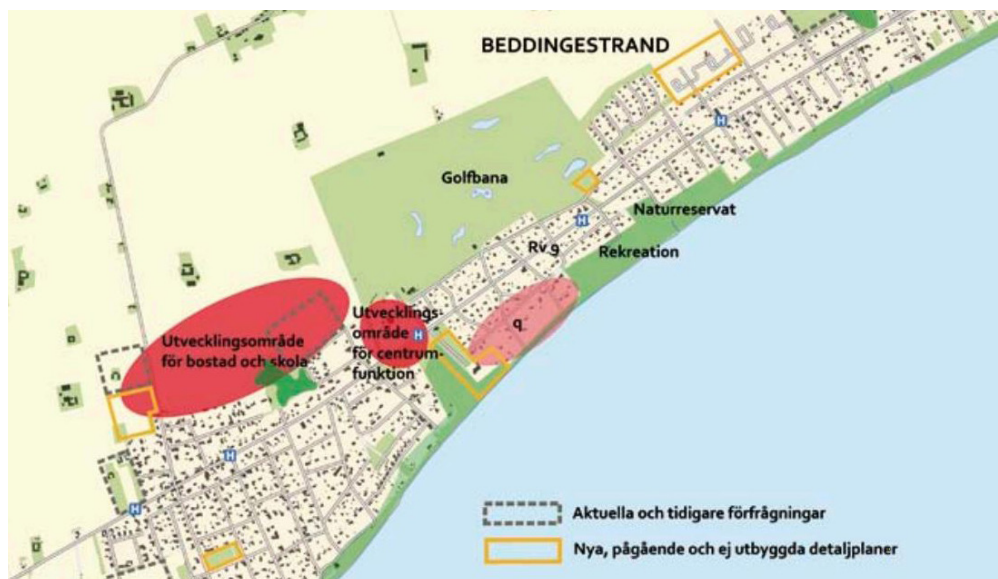 BEDDINGESTRAND
H
Golfbana
Naturreservat
H
Rv 9
Rekreation
Utvecklingsområde
för bostad och skola
Utvecklings-
område
för centrum-
funktion
H
q
H
H
Aktuella och tidigare förfrågningar
Nya, pågående och ej utbyggda detaljplaner